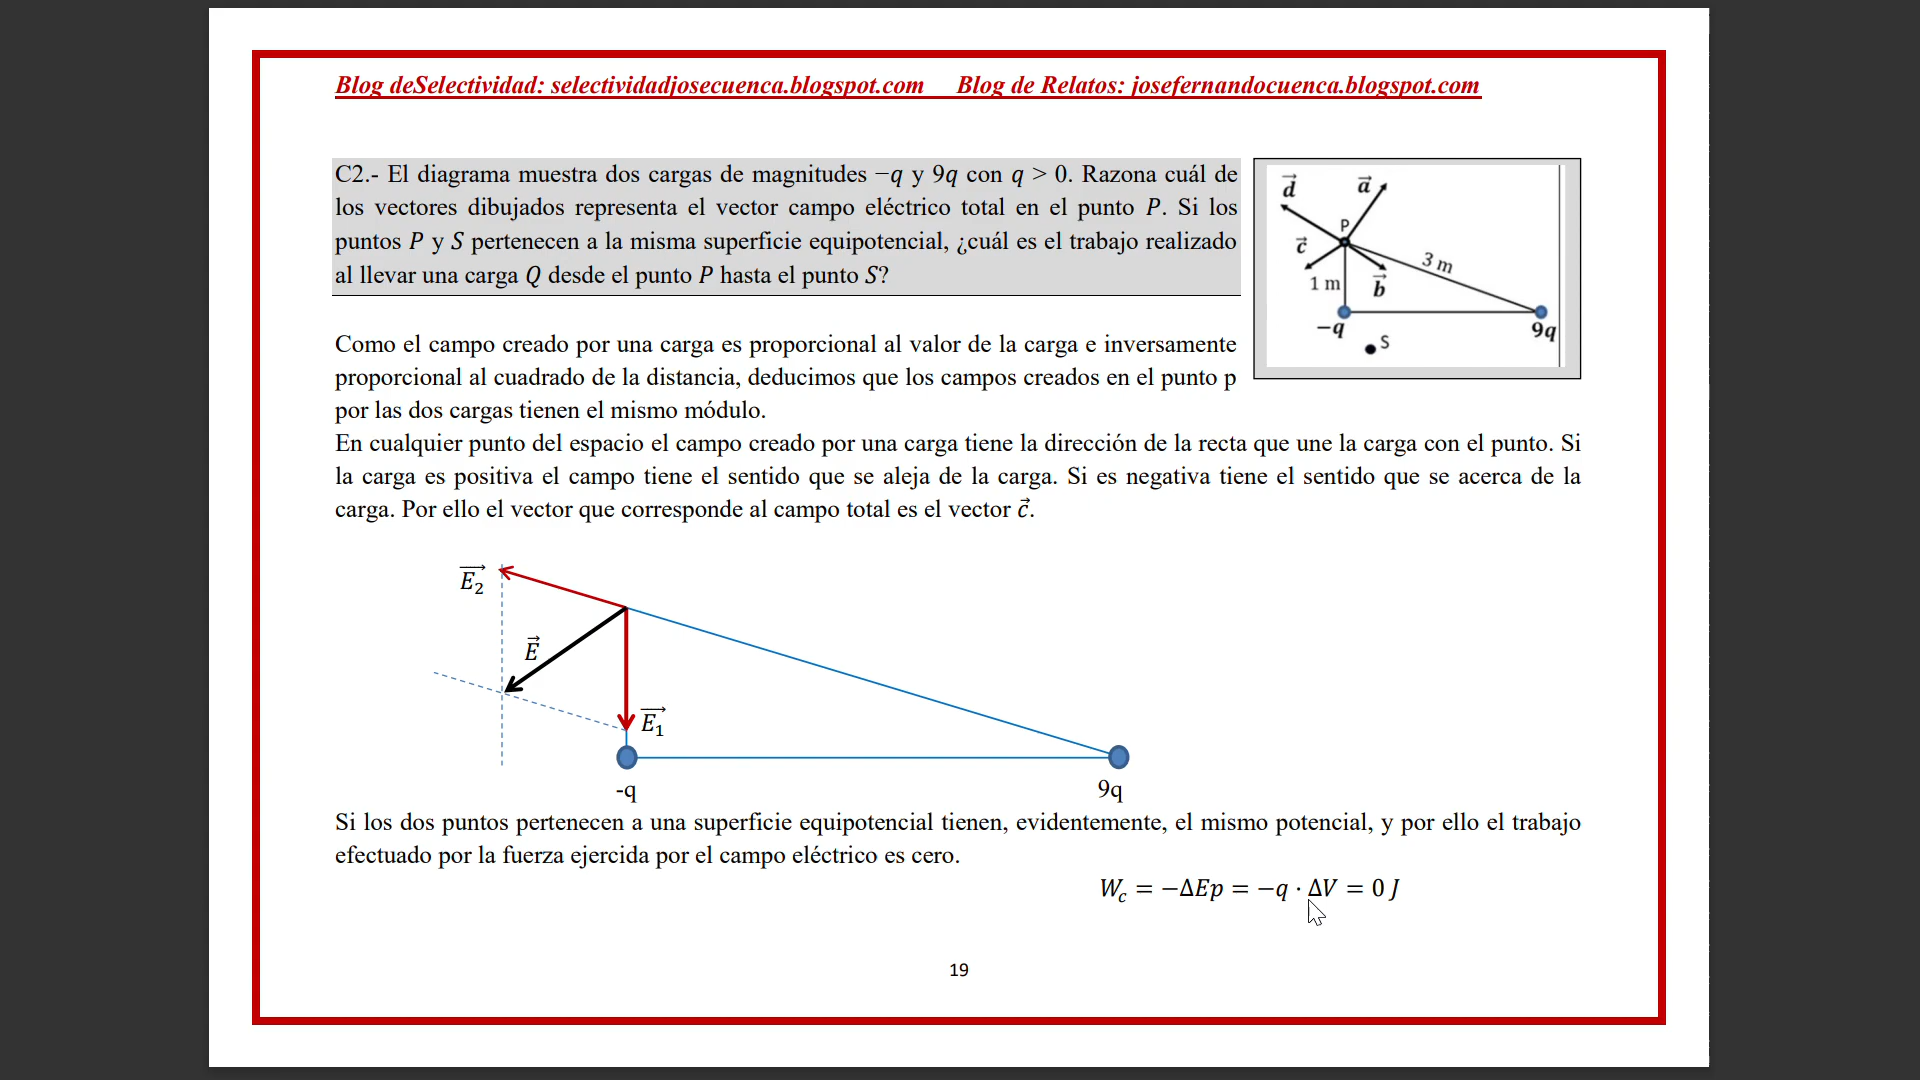 Blog deSelectividad: selectividadjosecuenca.blogspot.com Blog de Relatos: josefernandocuenca.blogspot.com
C2.- El diagrama muestra dos cargas de magnitudes −q y 9q con q > 0. Razona cuál de
los vectores dibujados representa el vector campo eléctrico total en el punto P. Si los
puntos P y S pertenecen a la misma superficie equipotencial, ¿cuál es el trabajo realizado
al llevar una carga Q desde el punto P hasta el punto S?
d⃗
a⃗
P
c⃗
3 m
1 m
b⃗
−q
9q
S
Como el campo creado por una carga es proporcional al valor de la carga e inversamente
proporcional al cuadrado de la distancia, deducimos que los campos creados en el punto p
por las dos cargas tienen el mismo módulo.
En cualquier punto del espacio el campo creado por una carga tiene la dirección de la recta que une la carga con el punto. Si
la carga es positiva el campo tiene el sentido que se aleja de la carga. Si es negativa tiene el sentido que se acerca de la
carga. Por ello el vector que corresponde al campo total es el vector c⃗.
E₂⃗
E⃗
E₁⃗
-q
9q
Si los dos puntos pertenecen a una superficie equipotencial tienen, evidentemente, el mismo potencial, y por ello el trabajo
efectuado por la fuerza ejercida por el campo eléctrico es cero.
W_c = −ΔEp = −q · ΔV = 0 J
19